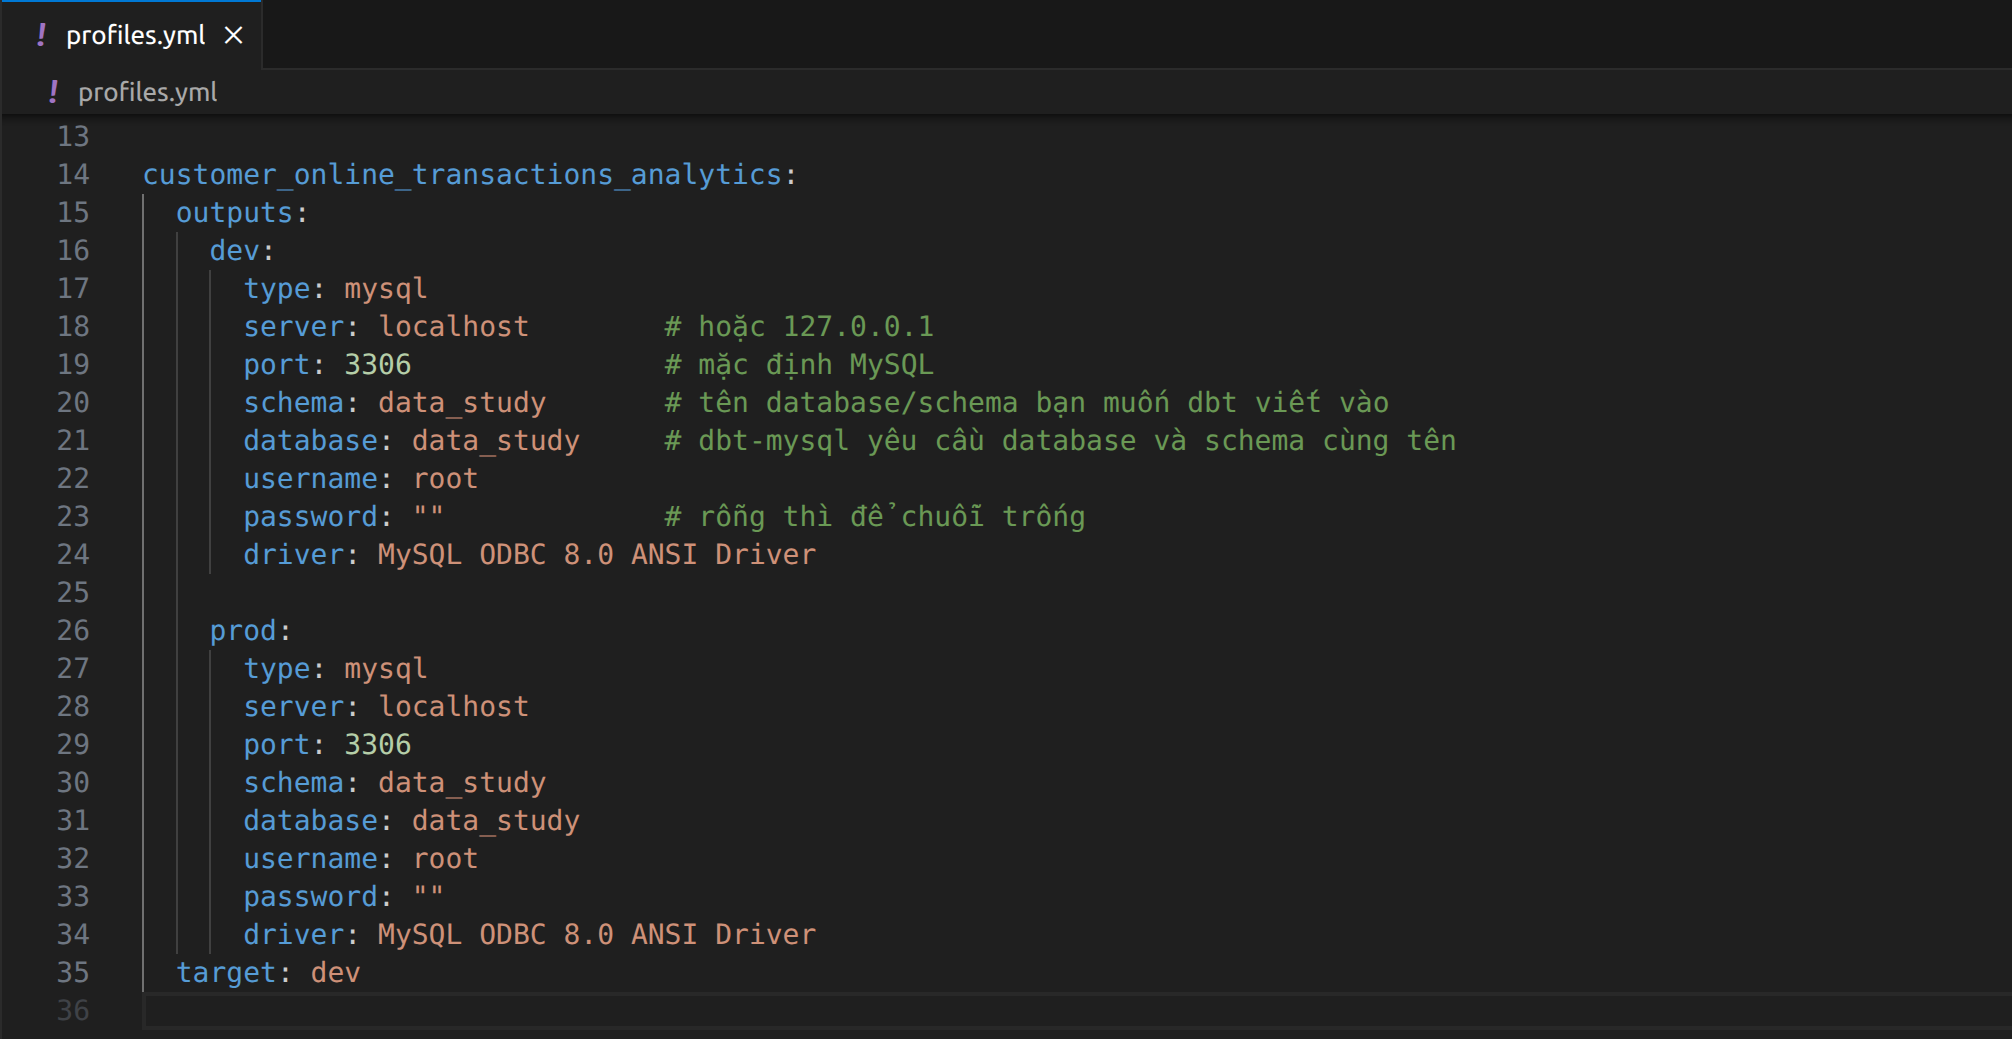 ! profiles.yml ×
! profiles.yml
13
14 customer_online_transactions_analytics:
15   outputs:
16     dev:
17       type: mysql
18       server: localhost        # hoặc 127.0.0.1
19       port: 3306               # mặc định MySQL
20       schema: data_study       # tên database/schema bạn muốn dbt viết vào
21       database: data_study     # dbt-mysql yêu cầu database và schema cùng tên
22       username: root
23       password: ""             # rỗng thì để chuỗi trống
24       driver: MySQL ODBC 8.0 ANSI Driver
25
26     prod:
27       type: mysql
28       server: localhost
29       port: 3306
30       schema: data_study
31       database: data_study
32       username: root
33       password: ""
34       driver: MySQL ODBC 8.0 ANSI Driver
35   target: dev
36